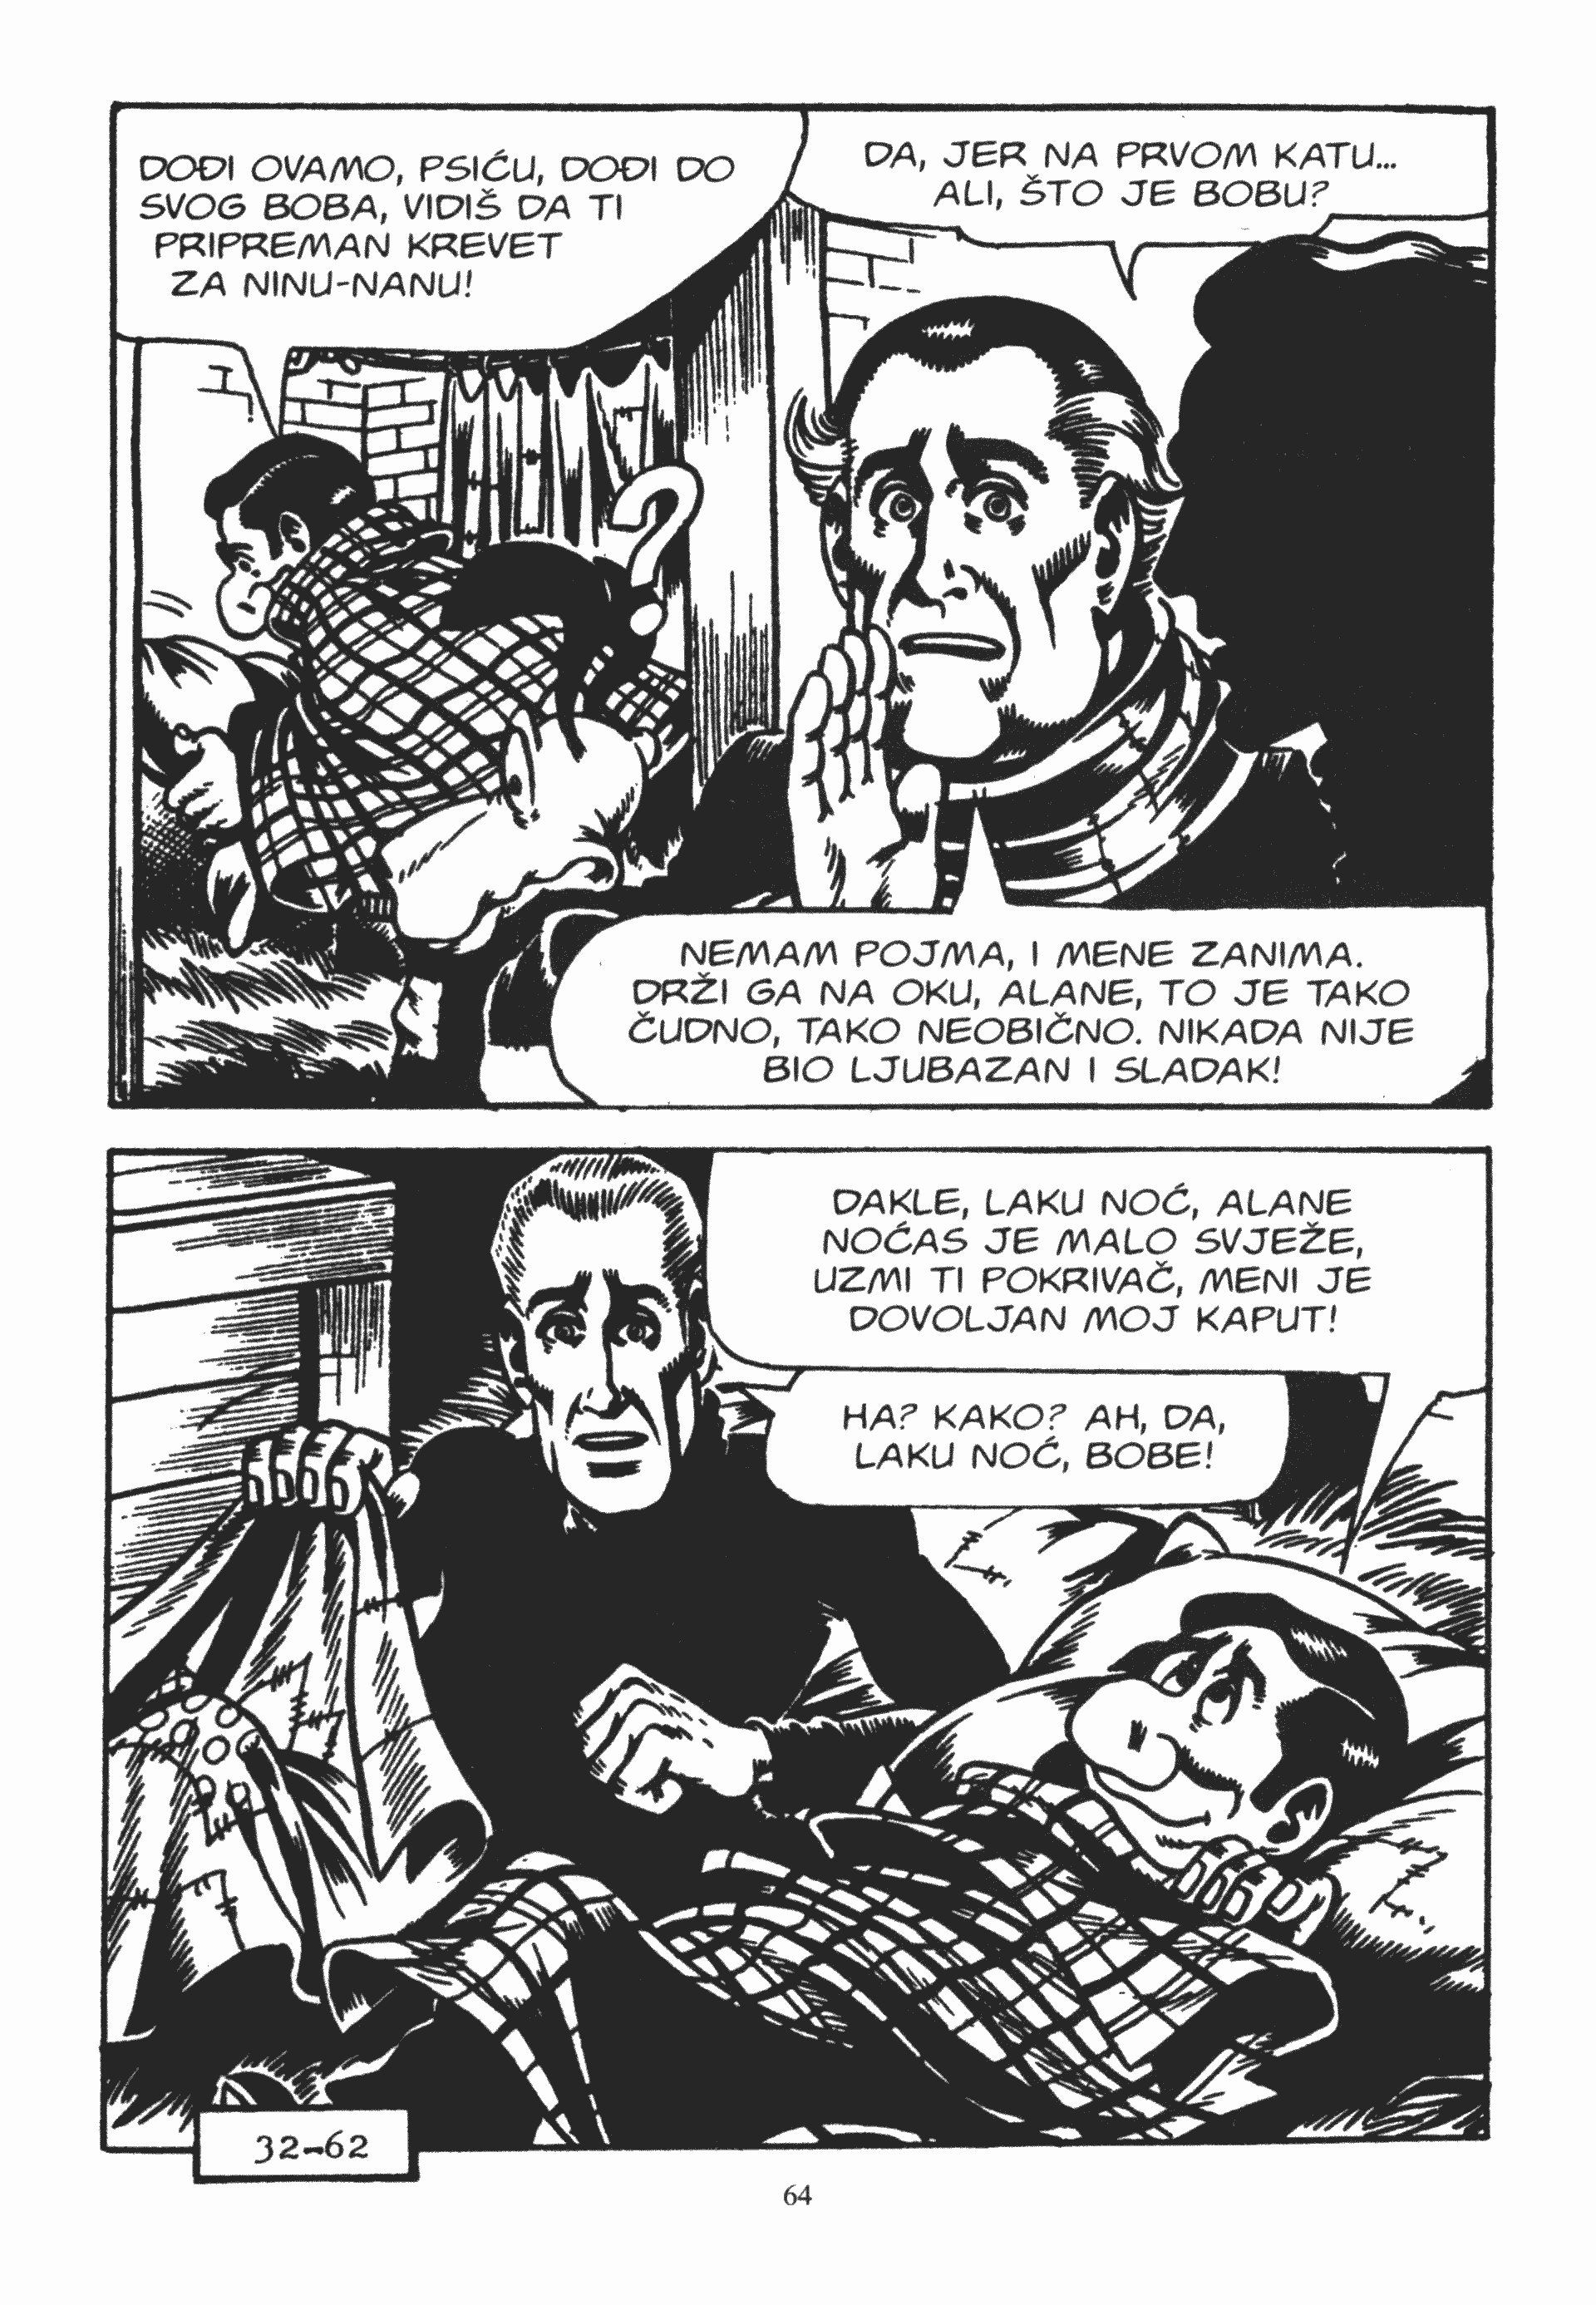 DOĐI OVAMO, PSIĆU, DOĐI DO
SVOG BOBA, VIDIŠ DA TI
PRIPREMAN KREVET
ZA NINU-NANU!
DA, JER NA PRVOM KATU...
ALI, ŠTO JE BOBU?
?
NEMAM POJMA, I MENE ZANIMA.
DRŽI GA NA OKU, ALANE, TO JE TAKO
ČUDNO, TAKO NEOBIČNO. NIKADA NIJE
BIO LJUBAZAN I SLADAK!
DAKLE, LAKU NOĆ, ALANE
NOĆAS JE MALO SVJEŽE,
UZMI TI POKRIVAČ, MENI JE
DOVOLJAN MOJ KAPUT!
HA? KAKO? AH, DA,
LAKU NOĆ, BOBE!
32-62
64